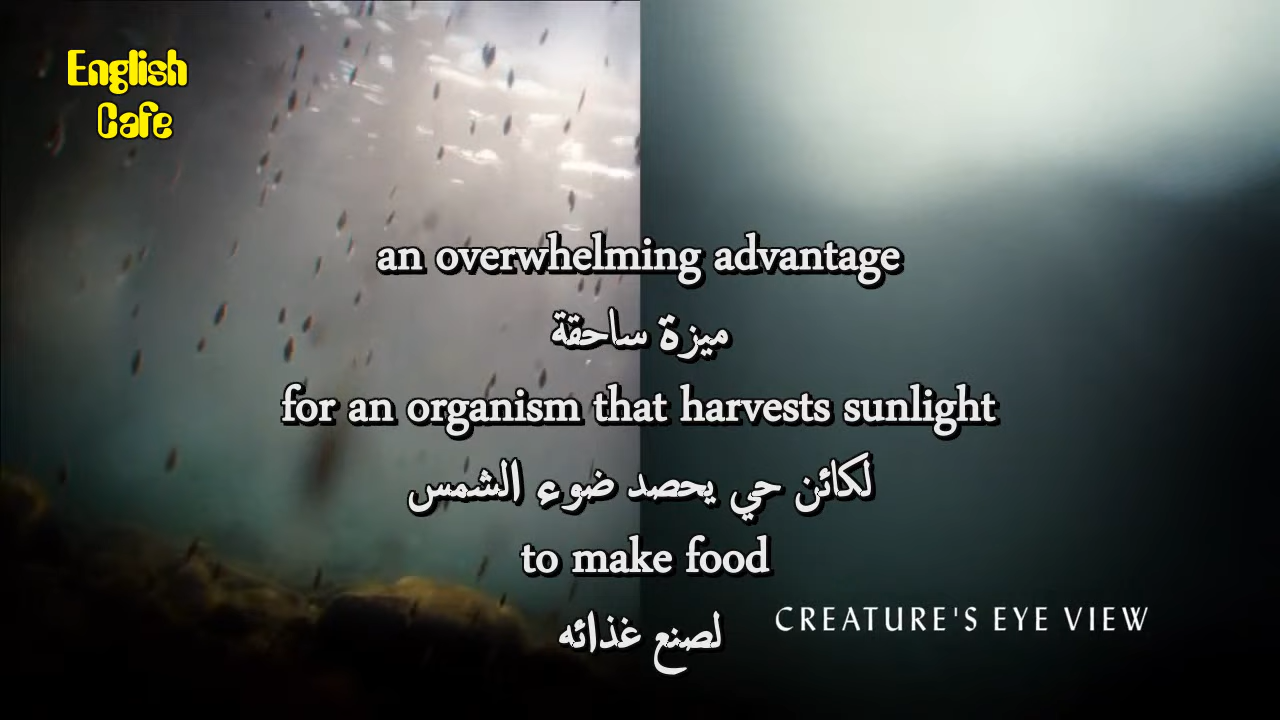 English
Cafe
an overwhelming advantage
ميزة ساحقة
for an organism that harvests sunlight
لكائن حي يحصد ضوء الشمس
to make food
لصنع غذائه
CREATURE'S EYE VIEW